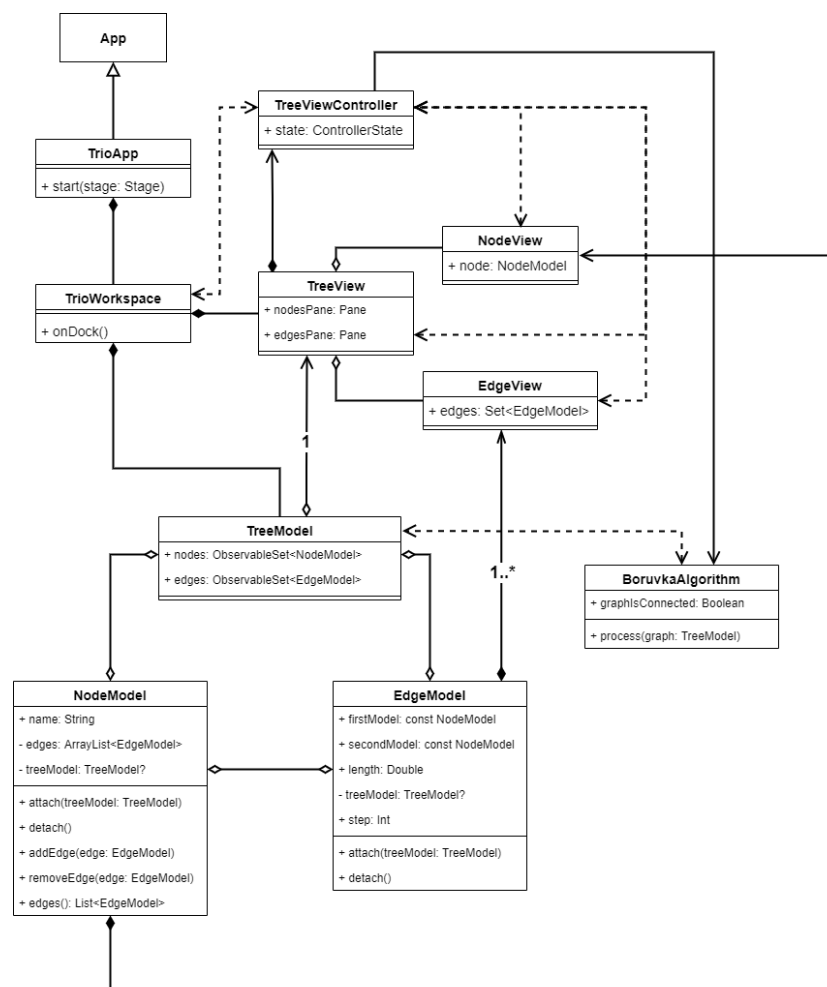 App
TreeViewController
+ state: ControllerState
TrioApp
+ start(stage: Stage)
NodeView
+ node: NodeModel
TreeView
+ nodesPane: Pane
+ edgesPane: Pane
TrioWorkspace
+ onDock()
EdgeView
+ edges: Set<EdgeModel>
1
TreeModel
+ nodes: ObservableSet<NodeModel>
+ edges: ObservableSet<EdgeModel>
1..*
BoruvkaAlgorithm
+ graphIsConnected: Boolean
+ process(graph: TreeModel)
NodeModel
+ name: String
- edges: ArrayList<EdgeModel>
- treeModel: TreeModel?
+ attach(treeModel: TreeModel)
+ detach()
+ addEdge(edge: EdgeModel)
+ removeEdge(edge: EdgeModel)
+ edges(): List<EdgeModel>
EdgeModel
+ firstModel: const NodeModel
+ secondModel: const NodeModel
+ length: Double
- treeModel: TreeModel?
+ step: Int
+ attach(treeModel: TreeModel)
+ detach()